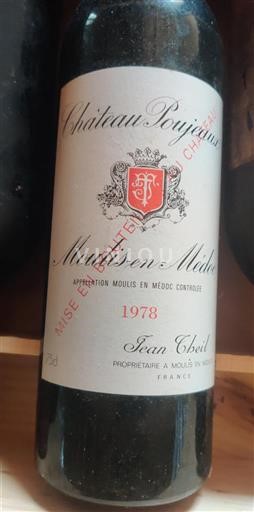 Château Poujeaux
MISE EN BOUTEILLE AU CHATEAU
Moulis-en-Médoc
APPELLATION MOULIS EN MÉDOC CONTROLÉE
1978
Jean Theil
75cl
PROPRIÉTAIRE A MOULIS EN
FRANCE